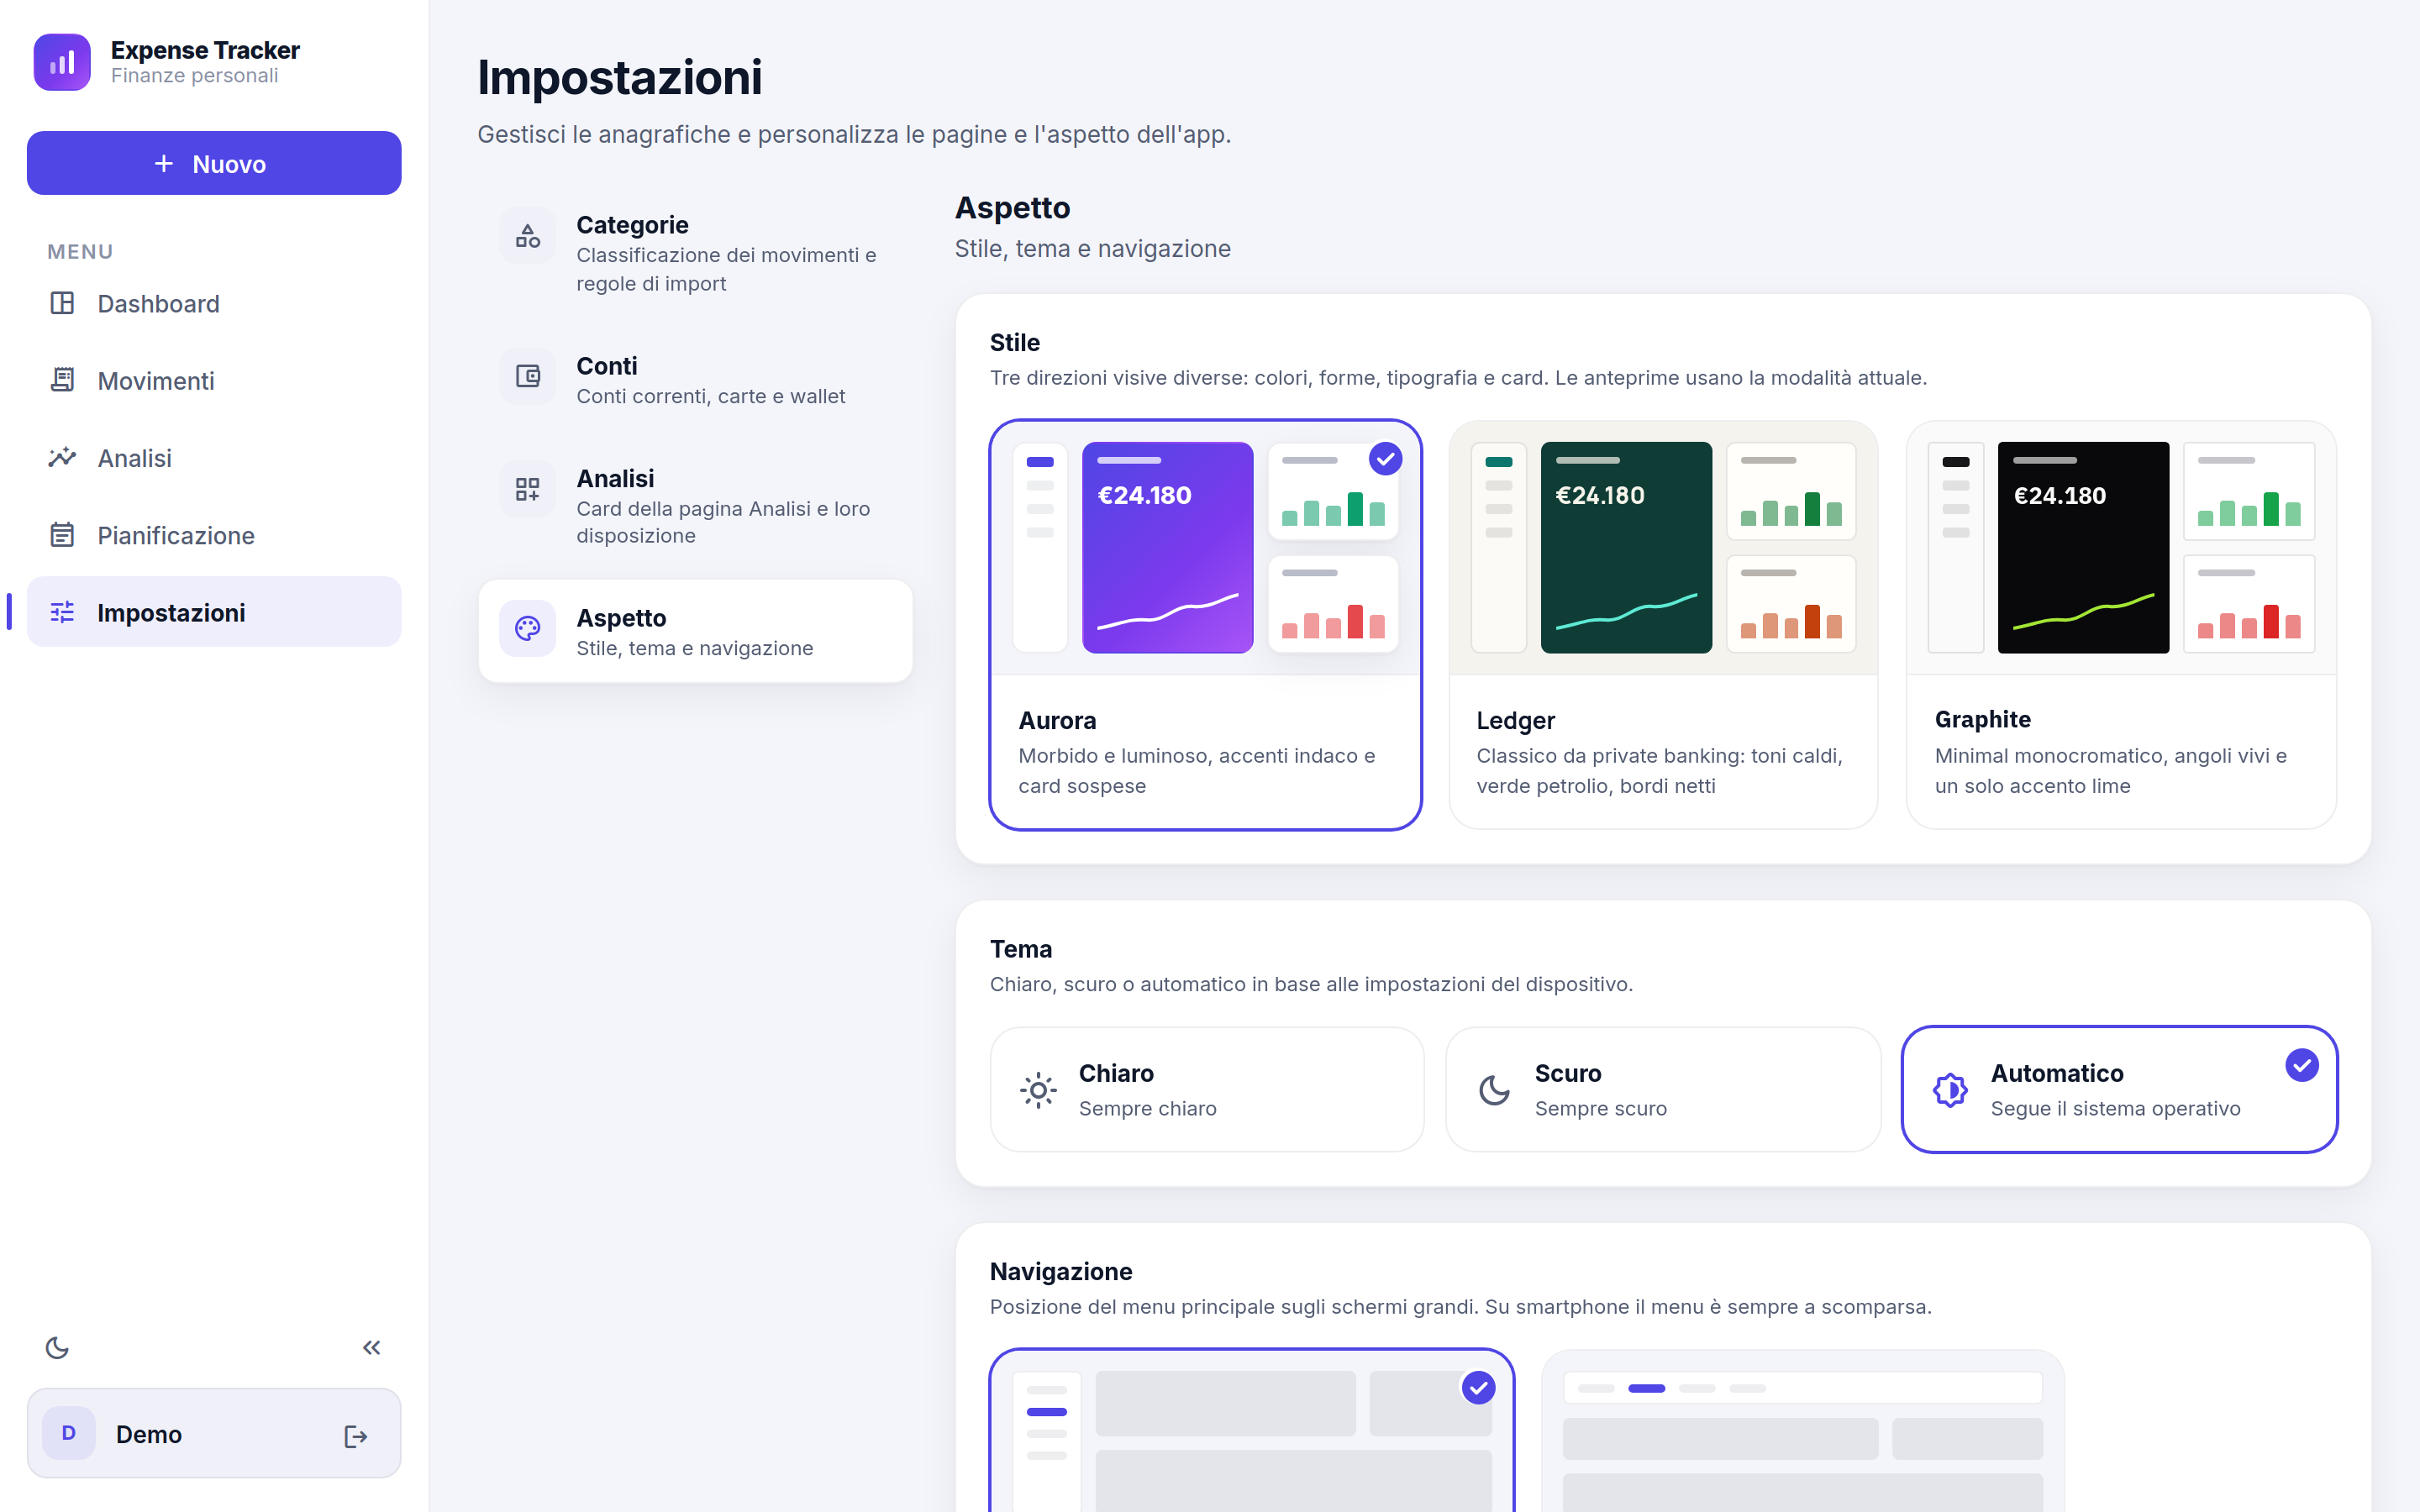 Expense Tracker
Finanze personali
Nuovo
MENU
Dashboard
Movimenti
Analisi
Pianificazione
Impostazioni
D
Demo
Impostazioni
Gestisci le anagrafiche e personalizza le pagine e l'aspetto dell'app.
Categorie
Classificazione dei movimenti e
regole di import
Conti
Conti correnti, carte e wallet
Analisi
Card della pagina Analisi e loro
disposizione
Aspetto
Stile, tema e navigazione
Aspetto
Stile, tema e navigazione
Stile
Tre direzioni visive diverse: colori, forme, tipografia e card. Le anteprime usano la modalità attuale.
€24.180
Aurora
Morbido e luminoso, accenti indaco e
card sospese
€24.180
Ledger
Classico da private banking: toni caldi,
verde petrolio, bordi netti
€24.180
Graphite
Minimal monocromatico, angoli vivi e
un solo accento lime
Tema
Chiaro, scuro o automatico in base alle impostazioni del dispositivo.
Chiaro
Sempre chiaro
Scuro
Sempre scuro
Automatico
Segue il sistema operativo
Navigazione
Posizione del menu principale sugli schermi grandi. Su smartphone il menu è sempre a scomparsa.